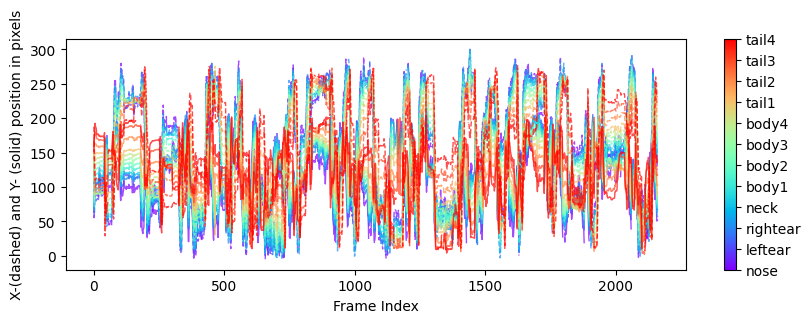 X-(dashed) and Y- (solid) position in pixels
300
250
200
150
100
50
0
0
500
1000
1500
2000
Frame Index
tail4
tail3
tail2
tail1
body4
body3
body2
body1
neck
rightear
leftear
nose